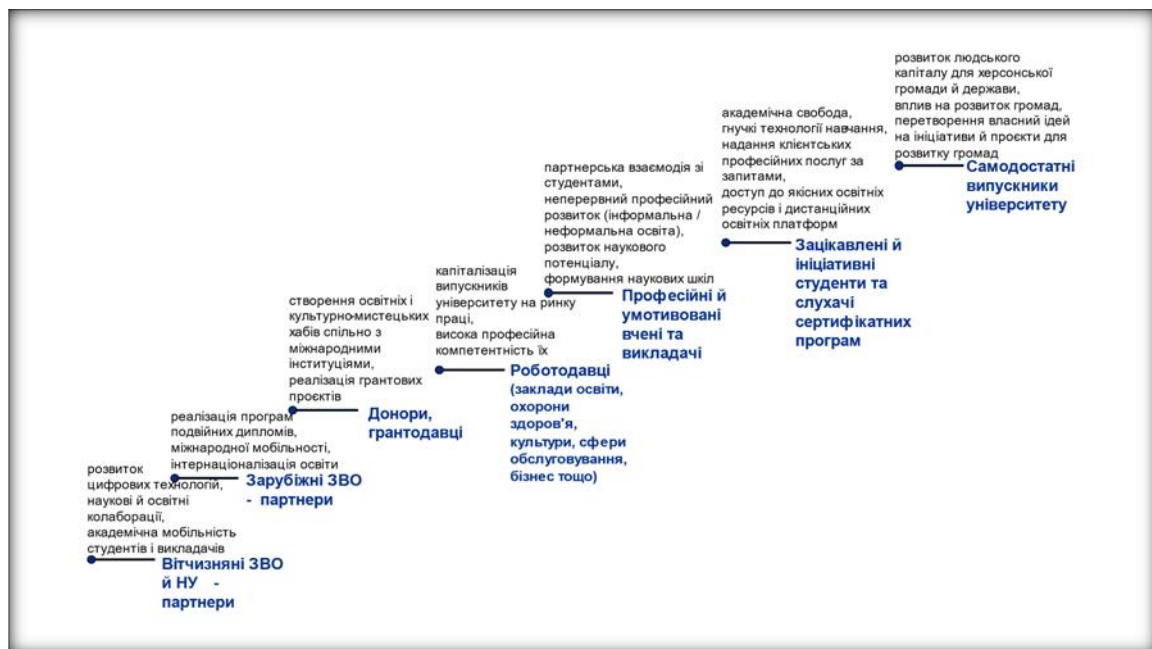 розвиток
цифрових технологій,
наукові й освітні
колаборації,
академічна мобільність
студентів і викладачів
Вітчизняні ЗВО
й НУ -
партнери
реалізація програм
подвійних дипломів,
міжнародної мобільності,
інтернаціоналізація освіти
Зарубіжні ЗВО
- партнери
створення освітніх і
культурно-мистецьких
хабів спільно з
міжнародними
інституціями,
реалізація грантових
проєктів
Донори,
грантодавці
капіталізація
випускників
університету на ринку
праці,
висока професійна
компетентність їх
Роботодавці
(заклади освіти,
охорони
здоров'я,
культури, сфери
обслуговування,
бізнес тощо)
партнерська взаємодія зі
студентами,
неперервний професійний
розвиток (інформальна /
неформальна освіта),
розвиток наукового
потенціалу,
формування наукових шкіл
Професійні й
умотивовані
вчені та
викладачі
академічна свобода,
гнучкі технології навчання,
надання клієнтських
професійних послуг за
запитами,
доступ до якісних освітніх
ресурсів і дистанційних
освітніх платформ
Зацікавлені й
ініціативні
студенти та
слухачі
сертифікатних
програм
розвиток людського
капіталу для херсонської
громади й держави,
вплив на розвиток громад,
перетворення власний ідей
на ініціативи й проєкти для
розвитку громад
Самодостатні
випускники
університету